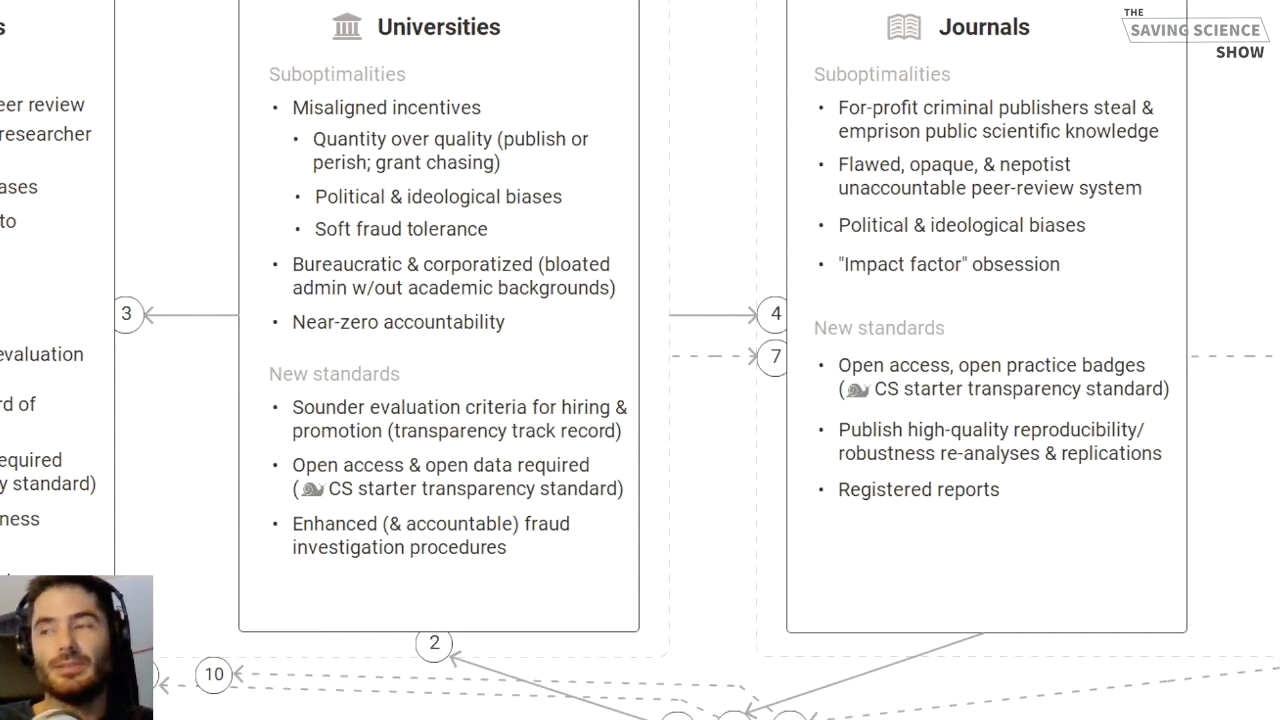 s
eer review
researcher
ases
to
evaluation
rd of
equired
y standard)
ness
Universities
Suboptimalities
• Misaligned incentives
• Quantity over quality (publish or
perish; grant chasing)
• Political & ideological biases
• Soft fraud tolerance
• Bureaucratic & corporatized (bloated
admin w/out academic backgrounds)
• Near-zero accountability
New standards
• Sounder evaluation criteria for hiring &
promotion (transparency track record)
• Open access & open data required
( CS starter transparency standard)
• Enhanced (& accountable) fraud
investigation procedures
Journals
Suboptimalities
• For-profit criminal publishers steal &
emprison public scientific knowledge
• Flawed, opaque, & nepotist
unaccountable peer-review system
• Political & ideological biases
• "Impact factor" obsession
New standards
• Open access, open practice badges
( CS starter transparency standard)
• Publish high-quality reproducibility/
robustness re-analyses & replications
• Registered reports
THE
SAVING SCIENCE
SHOW
3
4
7
2
10